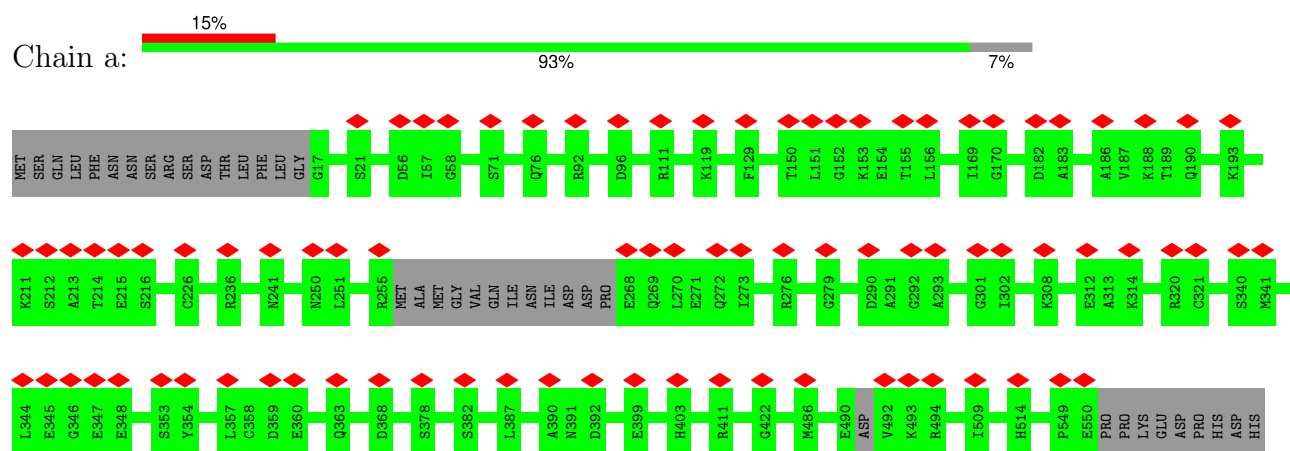 15%
Chain a:
93% 7%
MET SER GLN LEU PHE ASN ASN SER ARG SER ASP THR LEU PHE LEU GLY G17 S21 D56 I57 G58 S71 Q76 R92 D96 R111 K119 F129 T150 L151 G152 K153 E154 T155 L156 I169 G170 D182 A183 A186 V187 K188 T189 Q190 K193
K211 S212 A213 T214 E215 S216 C226 R236 N241 N250 L251 R255 MET ALA MET GLY VAL GLN ILE ASN ILE ASP ASP PRO E268 Q269 L270 E271 Q272 I273 R276 G279 D290 A291 G292 A293 G301 I302 K308 E312 A313 K314 R320 C321 S340 M341
L344 E345 G346 E347 E348 S353 Y354 L357 C358 D359 E360 Q363 D368 S378 S382 L387 A390 N391 D392 E399 H403 R411 G422 M486 E490 ASP V492 K493 R494 I509 H514 P549 E550 PRO PRO LYS GLU ASP PRO HIS ASP HIS